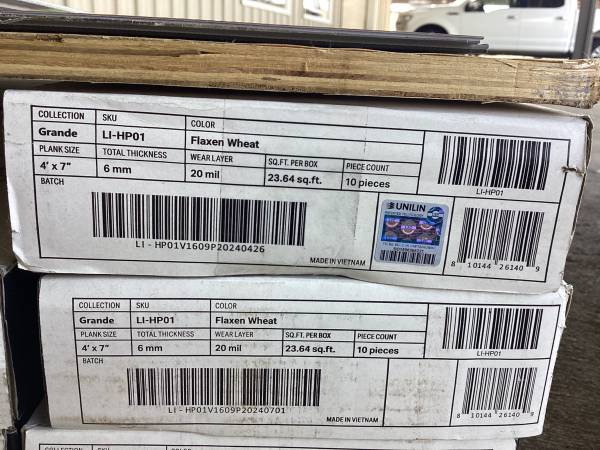 COLLECTION SKU COLOR
Grande LI-HP01 Flaxen Wheat
PLANK SIZE TOTAL THICKNESS WEAR LAYER SQ.FT. PER BOX PIECE COUNT
4' x 7" 6 mm 20 mil 23.64 sq.ft. 10 pieces
BATCH
LI - HP01V1609P20240426
MADE IN VIETNAM
UNILIN
LI-HP01
8 10144 26140 9
COLLECTION SKU COLOR
Grande LI-HP01 Flaxen Wheat
PLANK SIZE TOTAL THICKNESS WEAR LAYER SQ.FT. PER BOX PIECE COUNT
4' x 7" 6 mm 20 mil 23.64 sq.ft. 10 pieces
BATCH
LI - HP01V1609P20240701
MADE IN VIETNAM
LI-HP01
8 10144 26140 9
COLLECTION SKU